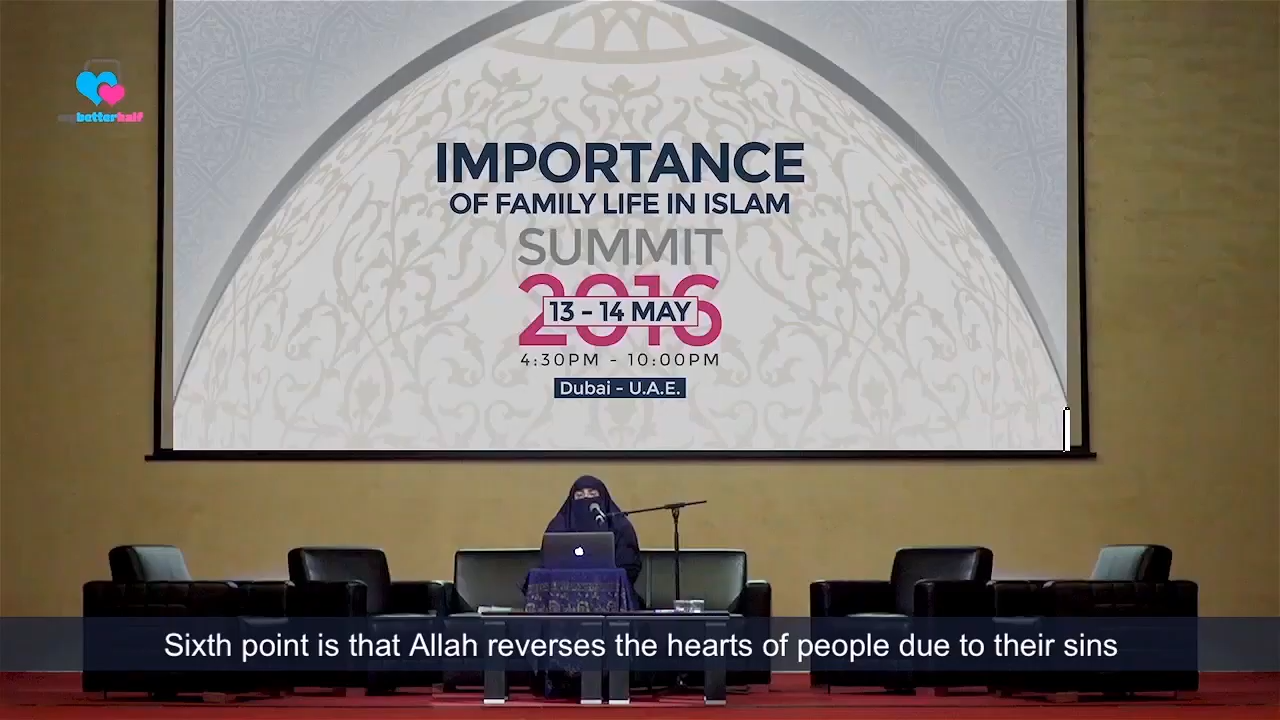 betterhalf
IMPORTANCE
OF FAMILY LIFE IN ISLAM
SUMMIT
2016
13 - 14 MAY
4:30PM - 10:00PM
Dubai - U.A.E.
Sixth point is that Allah reverses the hearts of people due to their sins